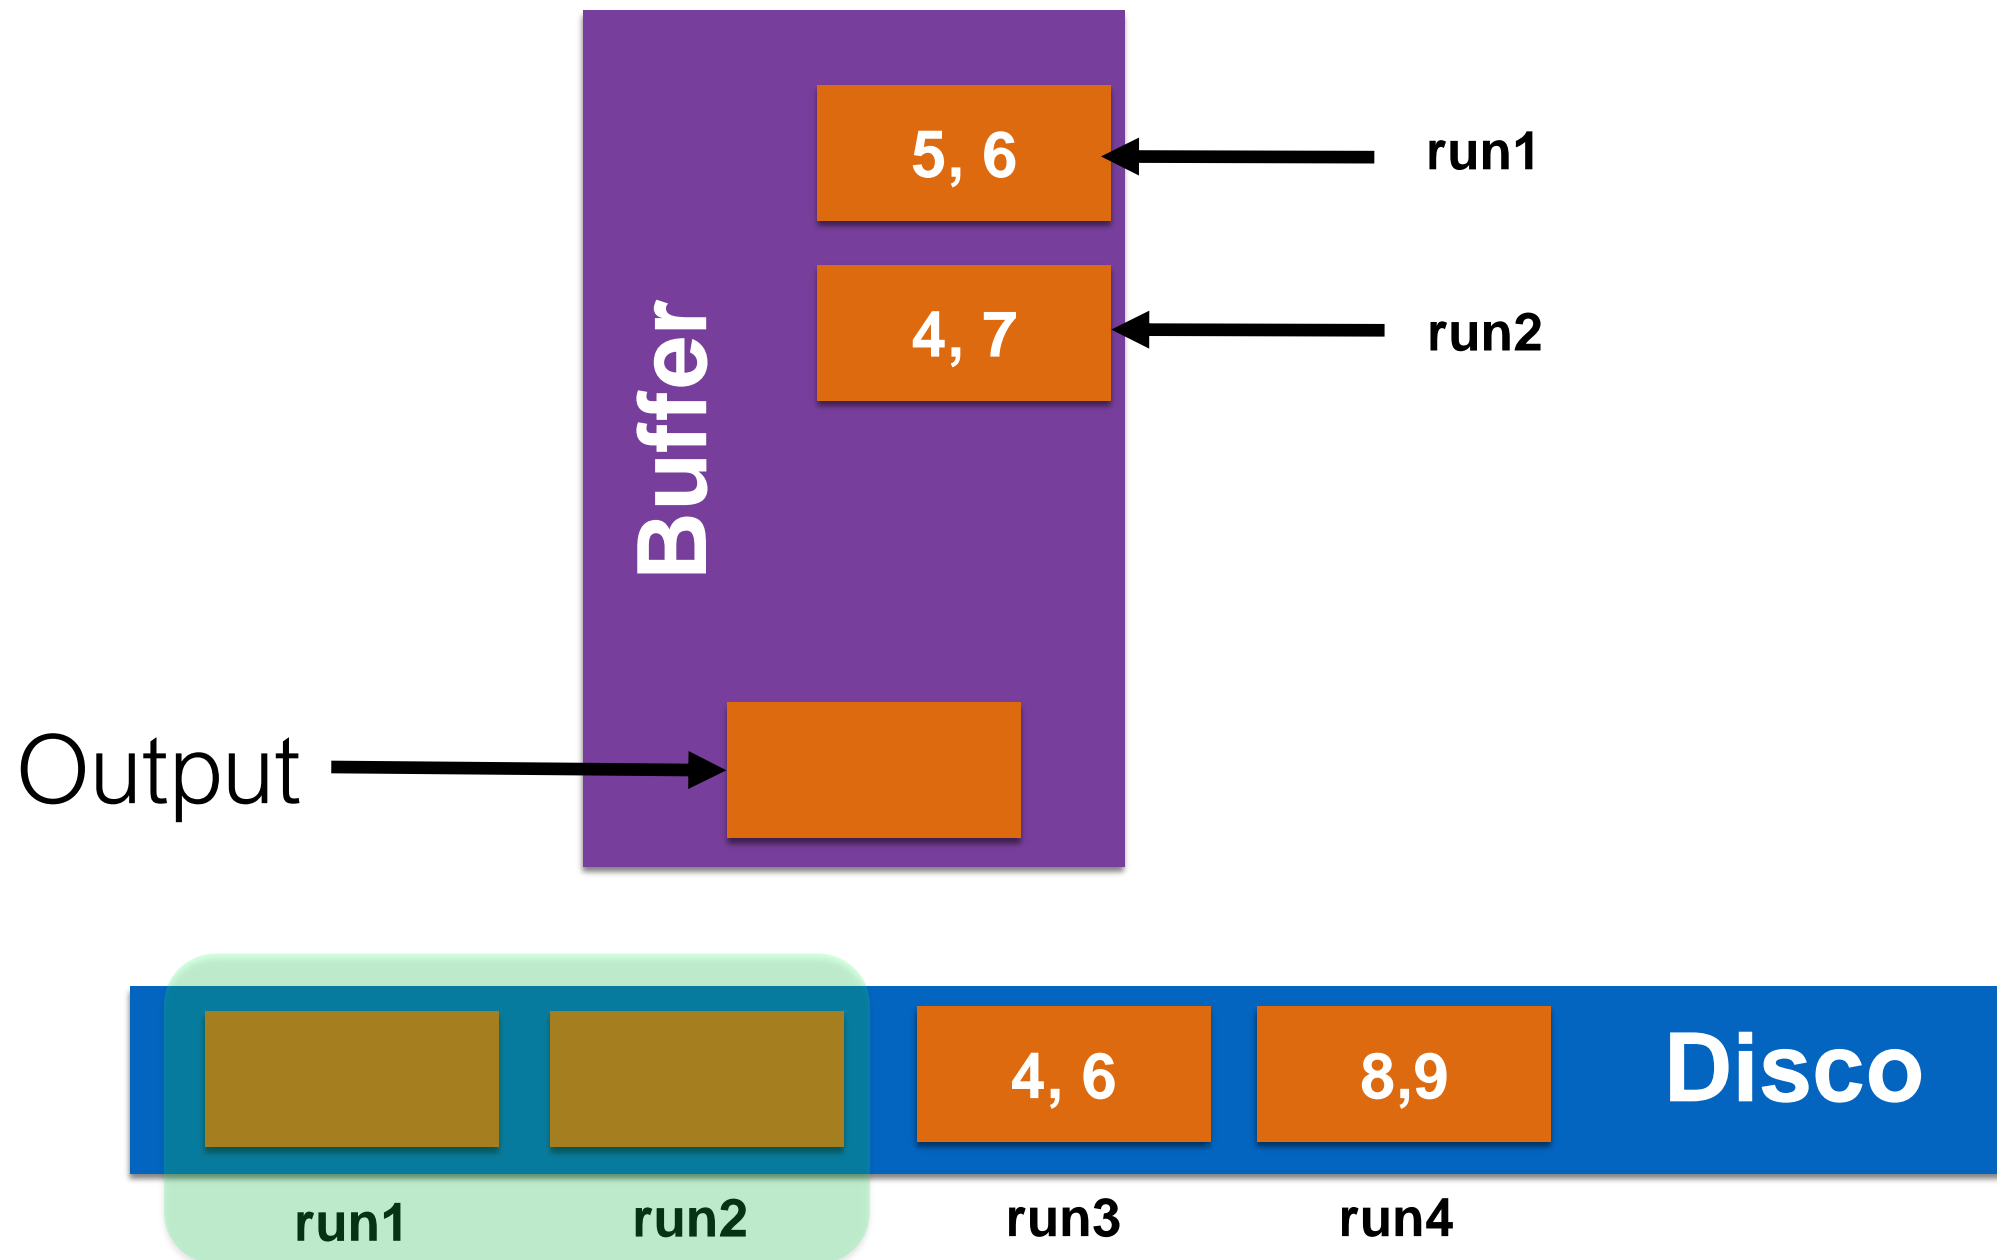 5, 6
run1
4, 7
run2
Buffer
Output
4, 6
8,9
Disco
run1
run2
run3
run4